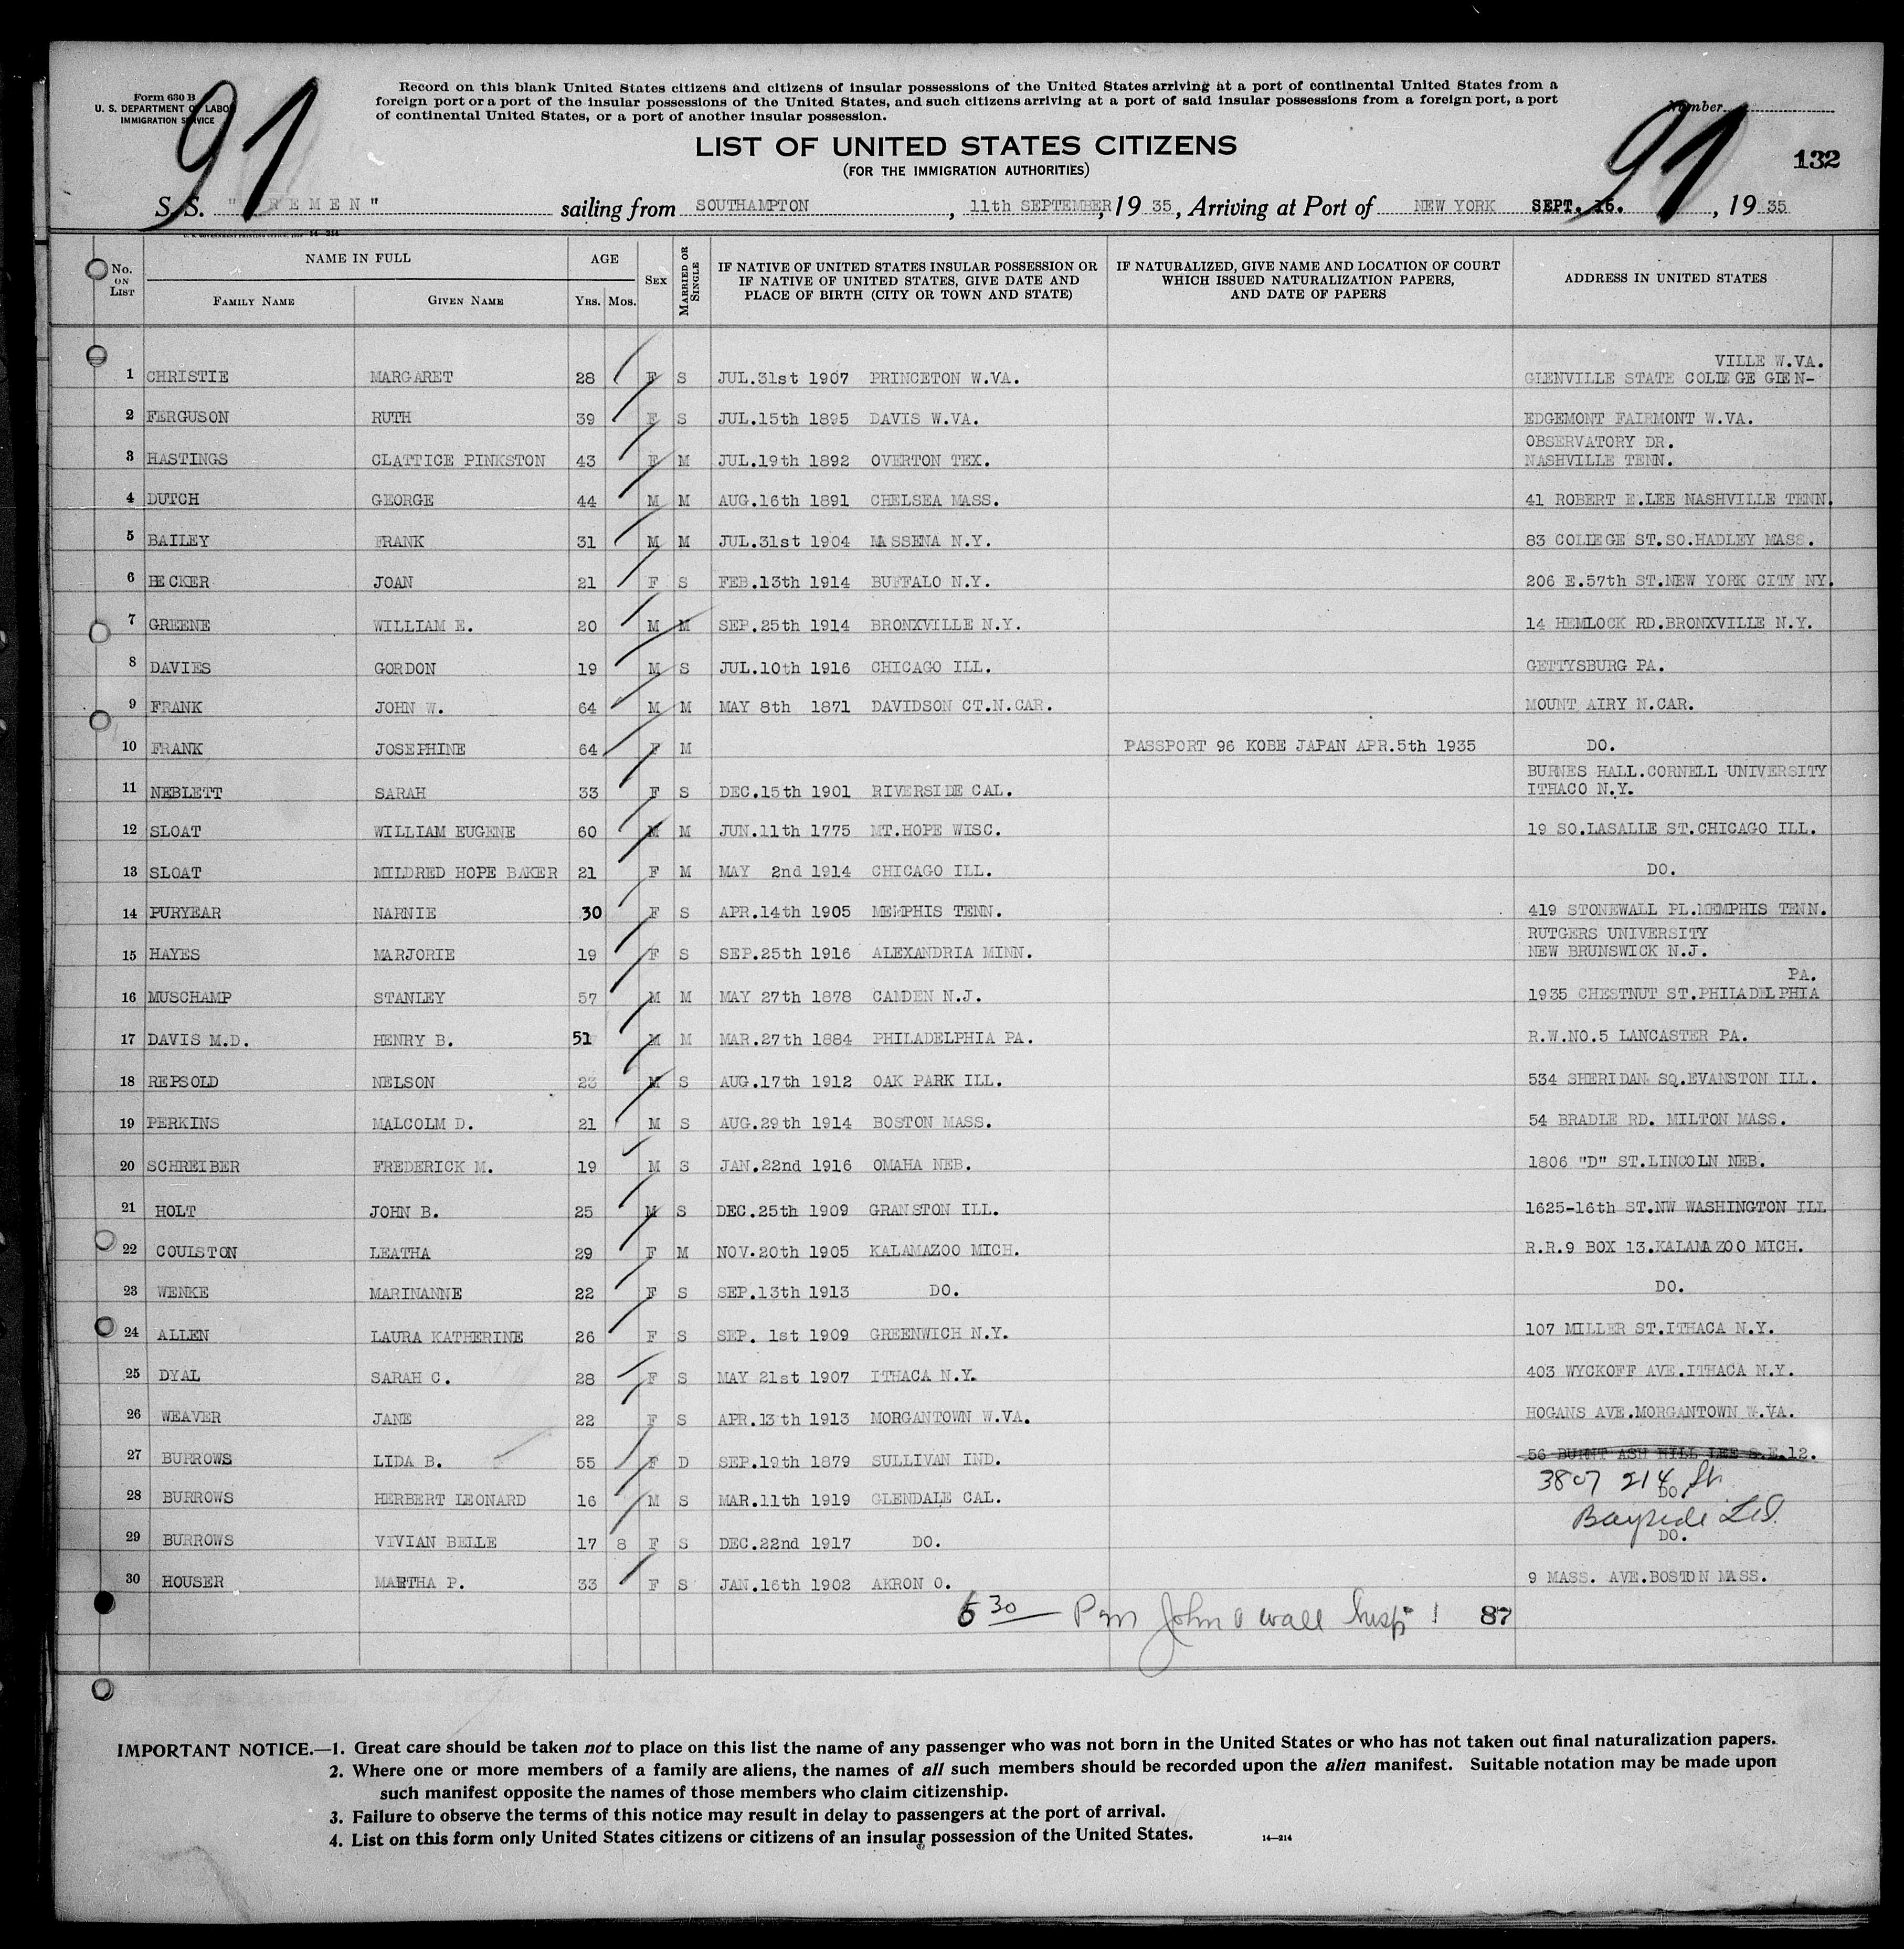 Form 630 B
U. S. DEPARTMENT OF LABOR
IMMIGRATION SERVICE
91
Record on this blank United States citizens and citizens of insular possessions of the United States arriving at a port of continental United States from a
foreign port or a port of the insular possessions of the United States, and such citizens arriving at a port of said insular possessions from a foreign port, a port
of continental United States, or a port of another insular possession.
Number
91
132
LIST OF UNITED STATES CITIZENS
(FOR THE IMMIGRATION AUTHORITIES)
S. S. "BREMEN" sailing from SOUTHAMPTON, 11th SEPTEMBER, 1935, Arriving at Port of NEW YORK SEPT. 16., 1935
No. ON LIST
NAME IN FULL
FAMILY NAME GIVEN NAME
AGE
YRS. MOS.
SEX
MARRIED OR SINGLE
IF NATIVE OF UNITED STATES INSULAR POSSESSION OR
IF NATIVE OF UNITED STATES, GIVE DATE AND
PLACE OF BIRTH (CITY OR TOWN AND STATE)
IF NATURALIZED, GIVE NAME AND LOCATION OF COURT
WHICH ISSUED NATURALIZATION PAPERS,
AND DATE OF PAPERS
ADDRESS IN UNITED STATES
VILLE W.VA.
1 CHRISTIE MARGARET 28 F S JUL.31st 1907 PRINCETON W.VA. GLENVILLE STATE COLLEGE GLEN-
2 FERGUSON RUTH 39 F S JUL.15th 1895 DAVIS W.VA. EDGEMONT FAIRMONT W.VA.
OBSERVATORY DR.
3 HASTINGS CLATTICE PINKSTON 43 F M JUL.19th 1892 OVERTON TEX. NASHVILLE TENN.
4 DUTCH GEORGE 44 M M AUG.16th 1891 CHELSEA MASS. 41 ROBERT E.LEE NASHVILLE TENN.
5 BAILEY FRANK 31 M M JUL.31st 1904 MASSENA N.Y. 83 COLLEGE ST.SO.HADLEY MASS.
6 BECKER JOAN 21 F S FEB.13th 1914 BUFFALO N.Y. 206 E.57th ST.NEW YORK CITY NY.
7 GREENE WILLIAM E. 20 M M SEP.25th 1914 BRONXVILLE N.Y. 14 HEMLOCK RD.BRONXVILLE N.Y.
8 DAVIES GORDON 19 M S JUL.10th 1916 CHICAGO ILL. GETTYSBURG PA.
9 FRANK JOHN W. 64 M M MAY 8th 1871 DAVIDSON CT.N.CAR. MOUNT AIRY N.CAR.
10 FRANK JOSEPHINE 64 F M PASSPORT 96 KOBE JAPAN APR.5th 1935 DO.
BURNES HALL.CORNELL UNIVERSITY
11 NEBLETT SARAH 33 F S DEC.15th 1901 RIVERSIDE CAL. ITHACO N.Y.
12 SLOAT WILLIAM EUGENE 60 M M JUN.11th 1775 MT.HOPE WISC. 19 SO.LASALLE ST.CHICAGO ILL.
13 SLOAT MILDRED HOPE BAKER 21 F M MAY 2nd 1914 CHICAGO ILL. DO.
14 PURYEAR NARNIE 30 F S APR.14th 1905 MEMPHIS TENN. 419 STONEWALL PL.MEMPHIS TENN.
RUTGERS UNIVERSITY
15 HAYES MARJORIE 19 F S SEP.25th 1916 ALEXANDRIA MINN. NEW BRUNSWICK N.J.
PA.
16 MUSCHAMP STANLEY 57 M M MAY 27th 1878 CAMDEN N.J. 1935 CHESTNUT ST.PHILADELPHIA
17 DAVIS M.D. HENRY B. 51 M M MAR.27th 1884 PHILADELPHIA PA. R.W.NO.5 LANCASTER PA.
18 REPSOLD NELSON 23 M S AUG.17th 1912 OAK PARK ILL. 534 SHERIDAN SQ.EVANSTON ILL.
19 PERKINS MALCOLM D. 21 M S AUG.29th 1914 BOSTON MASS. 54 BRADLE RD. MILTON MASS.
20 SCHREIBER FREDERICK M. 19 M S JAN.22nd 1916 OMAHA NEB. 1806 "D" ST.LINCOLN NEB.
21 HOLT JOHN B. 25 M S DEC.25th 1909 GRANSTON ILL. 1625-16th ST.NW WASHINGTON ILL
22 COULSTON LEATHA 29 F M NOV.20th 1905 KALAMAZOO MICH. R.R.9 BOX 13.KALAMAZOO MICH.
23 WENKE MARINANNE 22 F S SEP.13th 1913 DO. DO.
24 ALLEN LAURA KATHERINE 26 F S SEP. 1st 1909 GREENWICH N.Y. 107 MILLER ST.ITHACA N.Y.
25 DYAL SARAH C. 28 F S MAY 21st 1907 ITHACA N.Y. 403 WYCKOFF AVE.ITHACA N.Y.
26 WEAVER JANE 22 F S APR.13th 1913 MORGANTOWN W.VA. HOGANS AVE.MORGANTOWN W.VA.
27 BURROWS LIDA B. 55 F D SEP.19th 1879 SULLIVAN IND. 56 BURNT ASH HILL LEE S.E.12.
3807 214 St.
28 BURROWS HERBERT LEONARD 16 M S MAR.11th 1919 GLENDALE CAL. DO
Bayside L.I.
29 BURROWS VIVIAN BELLE 17 8 F S DEC.22nd 1917 DO. DO.
30 HOUSER MARTHA P. 33 F S JAN.16th 1902 AKRON O. 9 MASS. AVE.BOSTON MASS.
6 30 — Pm John Wall Insp 87
IMPORTANT NOTICE.—1. Great care should be taken not to place on this list the name of any passenger who was not born in the United States or who has not taken out final naturalization papers.
2. Where one or more members of a family are aliens, the names of all such members should be recorded upon the alien manifest. Suitable notation may be made upon
such manifest opposite the names of those members who claim citizenship.
3. Failure to observe the terms of this notice may result in delay to passengers at the port of arrival.
4. List on this form only United States citizens or citizens of an insular possession of the United States.
14—214